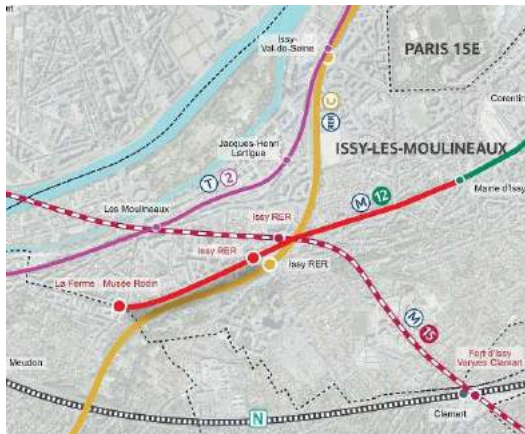 Issy-
Val-de-Seine
PARIS 15E
Corentin
C
RER
Jacques-Henri
Lartigue
ISSY-LES-MOULINEAUX
T 2
M 12
Mairie d'Issy
Les Moulineaux
Issy RER
Issy RER
Issy RER
La Ferme - Musée Rodin
M 15
Meudon
Fort d'Issy
Vanves Clamart
Clamart
N